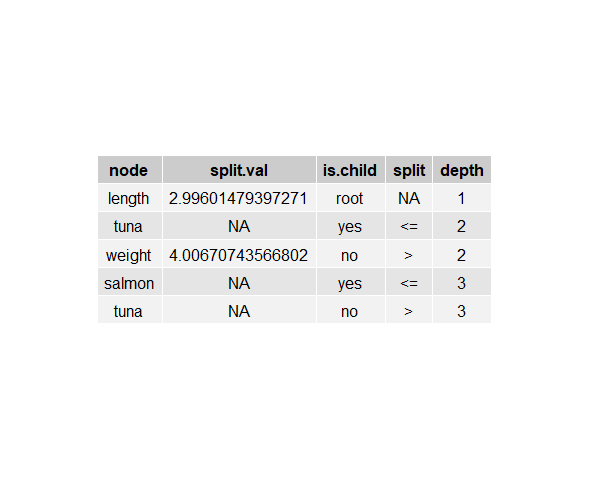 node split.val is.child split depth
length 2.99601479397271 root NA 1
tuna NA yes <= 2
weight 4.00670743566802 no > 2
salmon NA yes <= 3
tuna NA no > 3